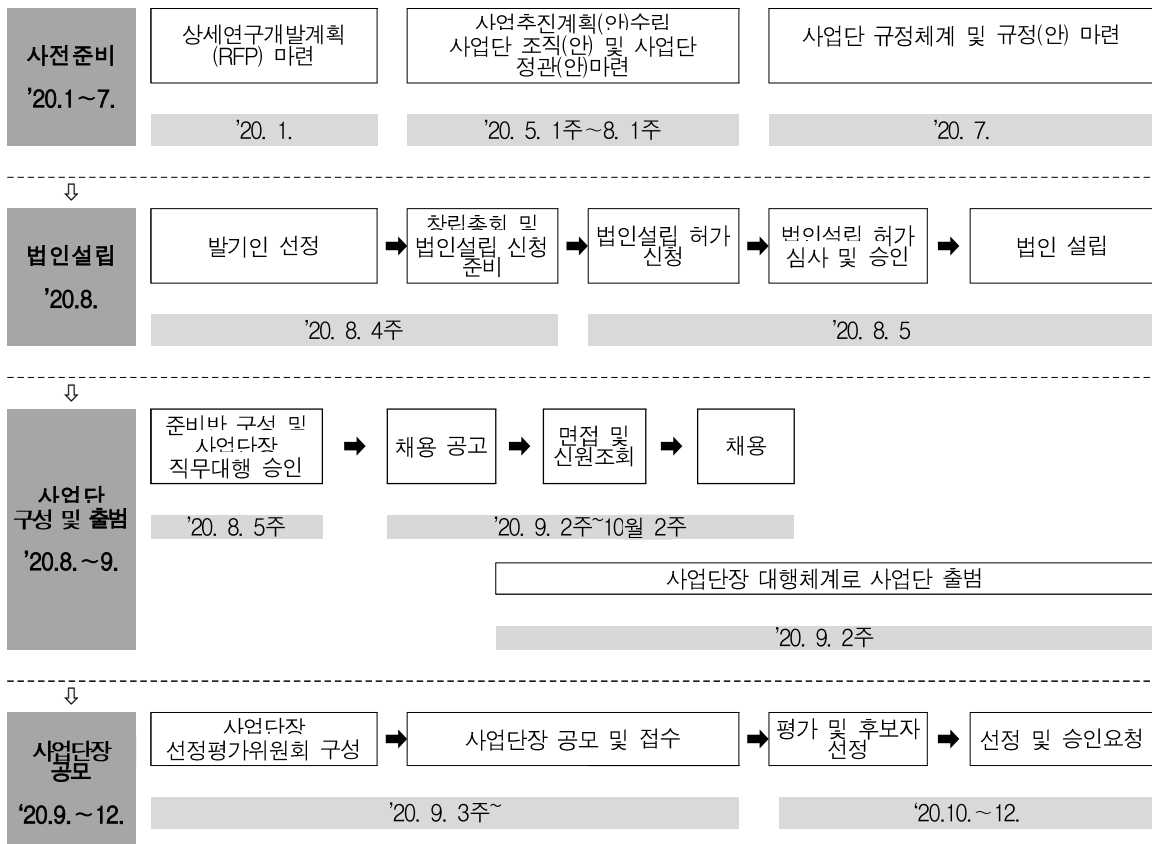 사전준비
'20.1~7.
상세연구개발계획
(RFP) 마련
사업추진계획(안)수립
사업단 조직(안) 및 사업단
정관(안)마련
사업단 규정체계 및 규정(안) 마련
'20. 1.
'20. 5. 1주~8. 1주
'20. 7.
⇩
법인설립
'20.8.
발기인 선정
➡
창립총회 및
법인설립 신청
준비
➡
법인설립 허가
신청
➡
법인설립 허가
심사 및 승인
➡
법인 설립
'20. 8. 4주
'20. 8. 5
⇩
사업단
구성 및 출범
'20.8.~9.
준비반 구성 및
사업단장
직무대행 승인
➡
채용 공고
➡
면접 및
신원조회
➡
채용
'20. 8. 5주
'20. 9. 2주~10월 2주
사업단장 대행체계로 사업단 출범
'20. 9. 2주
⇩
사업단장
공모
'20.9.~12.
사업단장
선정평가위원회 구성
➡
사업단장 공모 및 접수
➡
평가 및 후보자
선정
➡
선정 및 승인요청
'20. 9. 3주~
'20.10.~12.